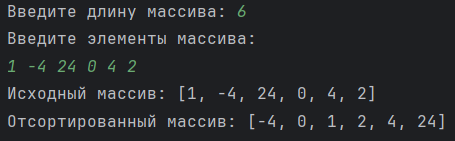 Введите длину массива: 6
Введите элементы массива:
1 -4 24 0 4 2
Исходный массив: [1, -4, 24, 0, 4, 2]
Отсортированный массив: [-4, 0, 1, 2, 4, 24]